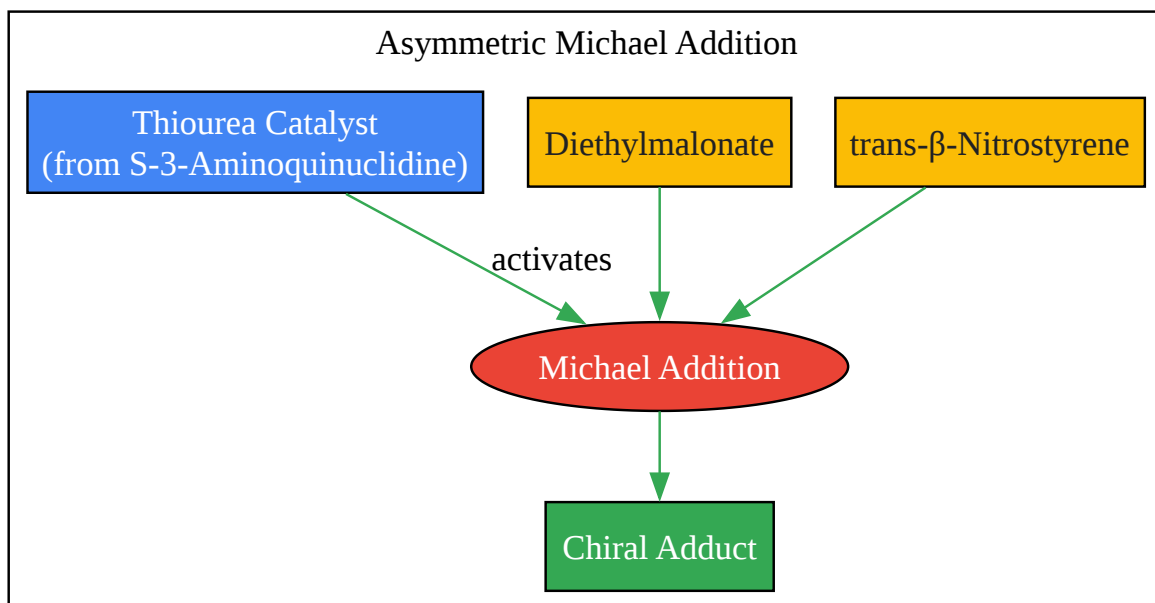 Asymmetric Michael Addition
Thiourea Catalyst
(from S-3-Aminoquinuclidine)
Diethylmalonate
trans-β-Nitrostyrene
activates
Michael Addition
Chiral Adduct